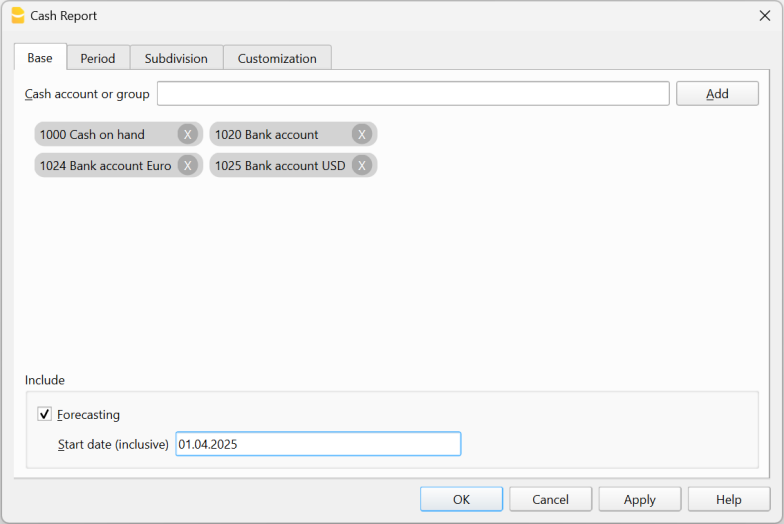 Cash Report
Base Period Subdivision Customization
Cash account or group Add
1000 Cash on hand X 1020 Bank account X
1024 Bank account Euro X 1025 Bank account USD X
Include
Forecasting
Start date (inclusive) 01.04.2025
OK Cancel Apply Help